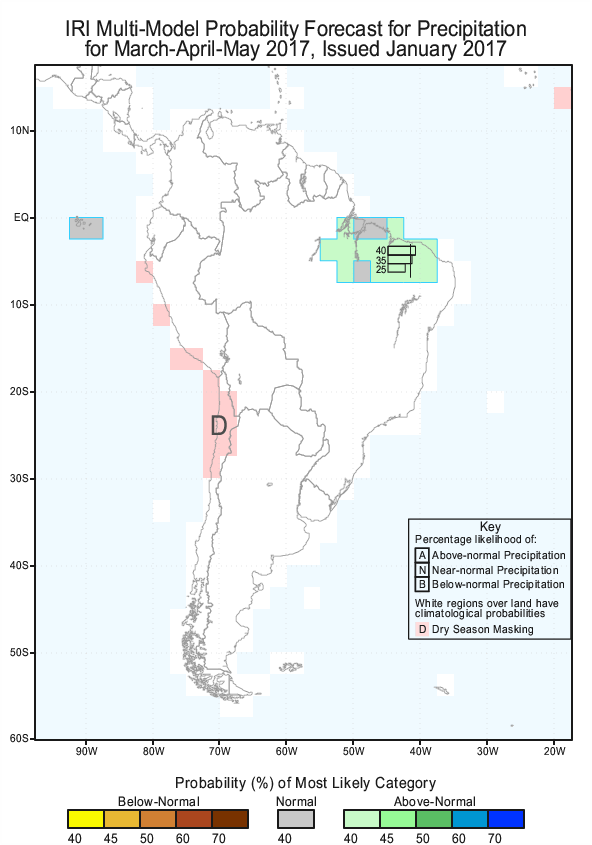 IRI Multi-Model Probability Forecast for Precipitation
for March-April-May 2017, Issued January 2017
10N
EQ
10S
20S
30S
40S
50S
60S
40
35
25
D
Key
Percentage likelihood of:
A Above-normal Precipitation
N Near-normal Precipitation
B Below-normal Precipitation
White regions over land have
climatological probabilities
D Dry Season Masking
90W 80W 70W 60W 50W 40W 30W 20W
Probability (%) of Most Likely Category
Below-Normal Normal Above-Normal
40 45 50 60 70 40 40 45 50 60 70